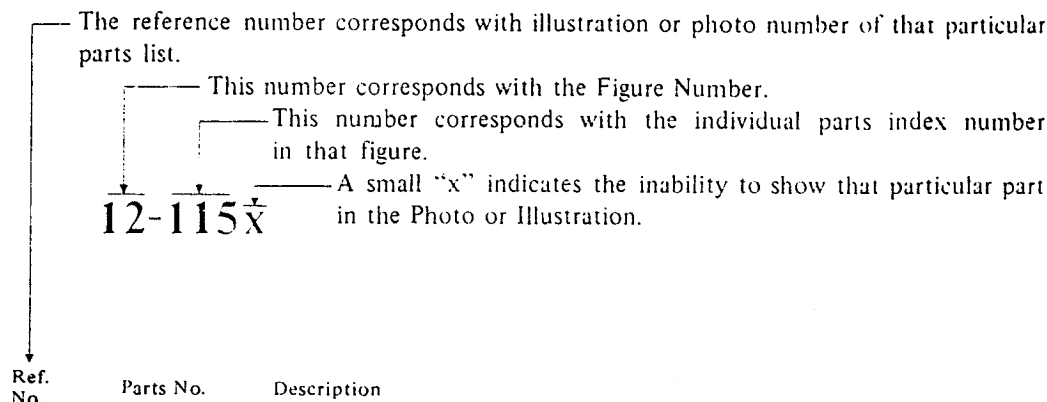 The reference number corresponds with illustration or photo number of that particular
parts list.
This number corresponds with the Figure Number.
This number corresponds with the individual parts index number
in that figure.
A small “x” indicates the inability to show that particular part
in the Photo or Illustration.
12-115x
Ref.
No.
Parts No. Description